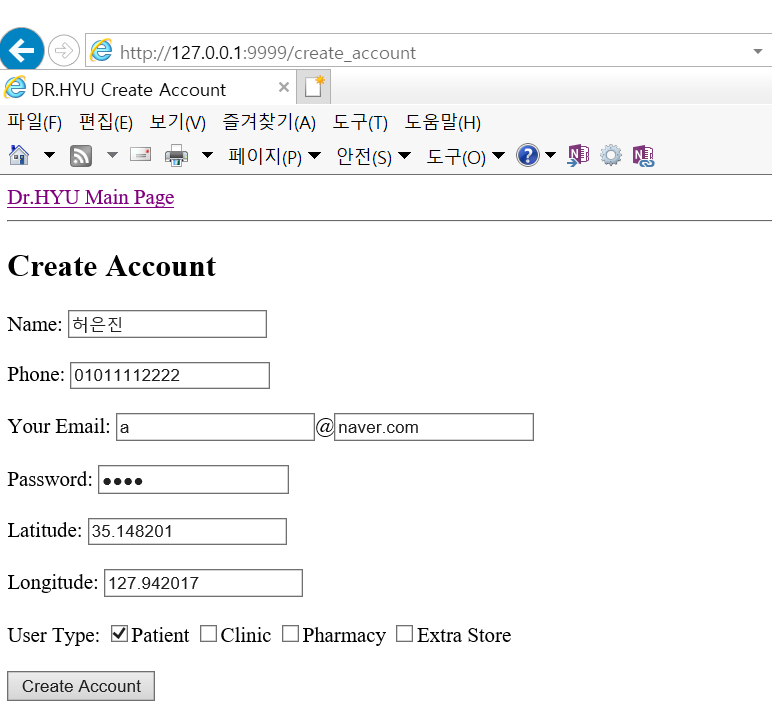 http://127.0.0.1:9999/create_account
DR.HYU Create Account
파일(F) 편집(E) 보기(V) 즐겨찾기(A) 도구(T) 도움말(H)
페이지(P) 안전(S) 도구(O)
Dr.HYU Main Page
Create Account
Name: 허은진
Phone: 01011112222
Your Email: a@naver.com
Password: ●●●●
Latitude: 35.148201
Longitude: 127.942017
User Type: Patient Clinic Pharmacy Extra Store
Create Account